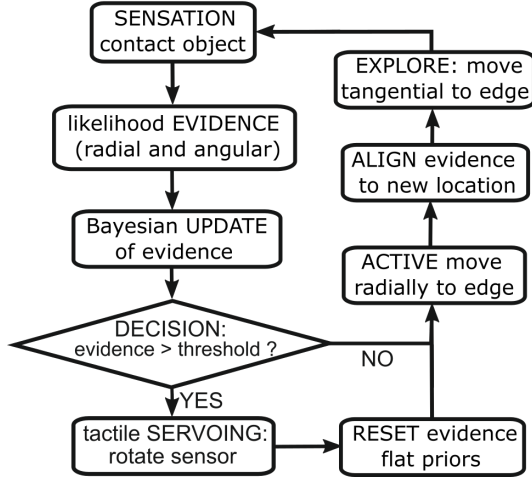 SENSATION
contact object
likelihood EVIDENCE
(radial and angular)
Bayesian UPDATE
of evidence
DECISION:
evidence > threshold ?
NO
YES
tactile SERVOING:
rotate sensor
RESET evidence
flat priors
ACTIVE move
radially to edge
ALIGN evidence
to new location
EXPLORE: move
tangential to edge